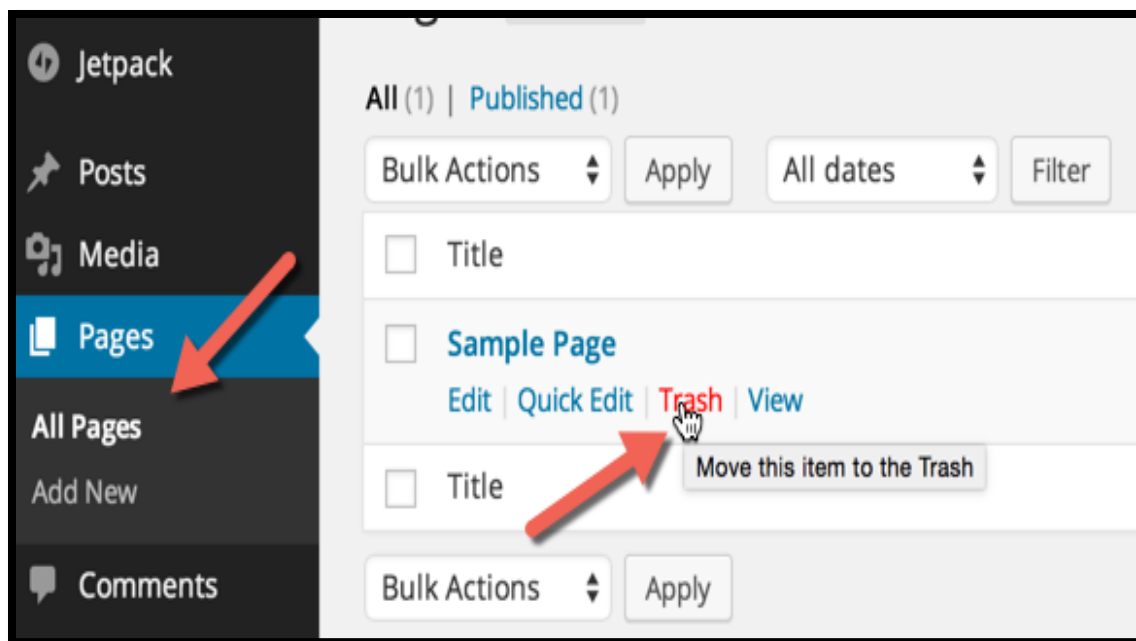 Jetpack
Posts
Media
Pages
All Pages
Add New
Comments
All (1) | Published (1)
Bulk Actions Apply All dates Filter
Title
Sample Page
Edit | Quick Edit | Trash | View
Move this item to the Trash
Title
Bulk Actions Apply